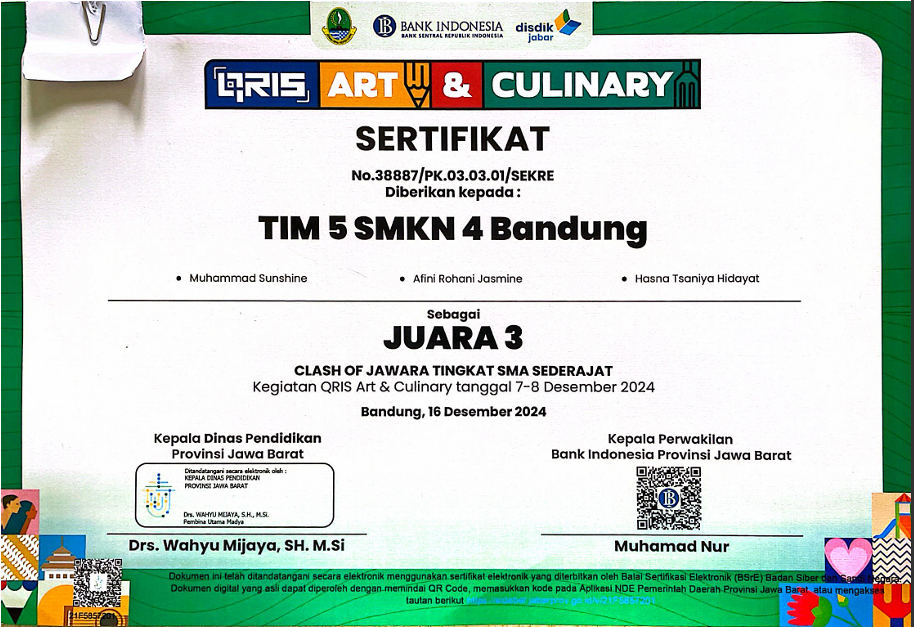 BANK INDONESIA
BANK SENTRAL REPUBLIK INDONESIA
disdik
jabar
QRIS ART & CULINARY
SERTIFIKAT
No.38887/PK.03.03.01/SEKRE
Diberikan kepada :
TIM 5 SMKN 4 Bandung
• Muhammad Sunshine • Afini Rohani Jasmine • Hasna Tsaniya Hidayat
Sebagai
JUARA 3
CLASH OF JAWARA TINGKAT SMA SEDERAJAT
Kegiatan QRIS Art & Culinary tanggal 7-8 Desember 2024
Bandung, 16 Desember 2024
Kepala Dinas Pendidikan
Provinsi Jawa Barat
Ditandatangani secara elektronik oleh :
KEPALA DINAS PENDIDIKAN
PROVINSI JAWA BARAT
Drs. WAHYU MIJAYA, S.H., M.Si.
Pembina Utama Madya
Drs. Wahyu Mijaya, SH. M.Si
Kepala Perwakilan
Bank Indonesia Provinsi Jawa Barat
Muhamad Nur
Dokumen ini telah ditandatangani secara elektronik menggunakan sertifikat elektronik yang diterbitkan oleh Balai Sertifikasi Elektronik (BSrE) Badan Siber dan Sandi Negara
Dokumen digital yang asli dapat diperoleh dengan memindai QR Code, memasukkan kode pada Aplikasi NDE Pemerintah Daerah Provinsi Jawa Barat, atau mengakses
tautan berikut